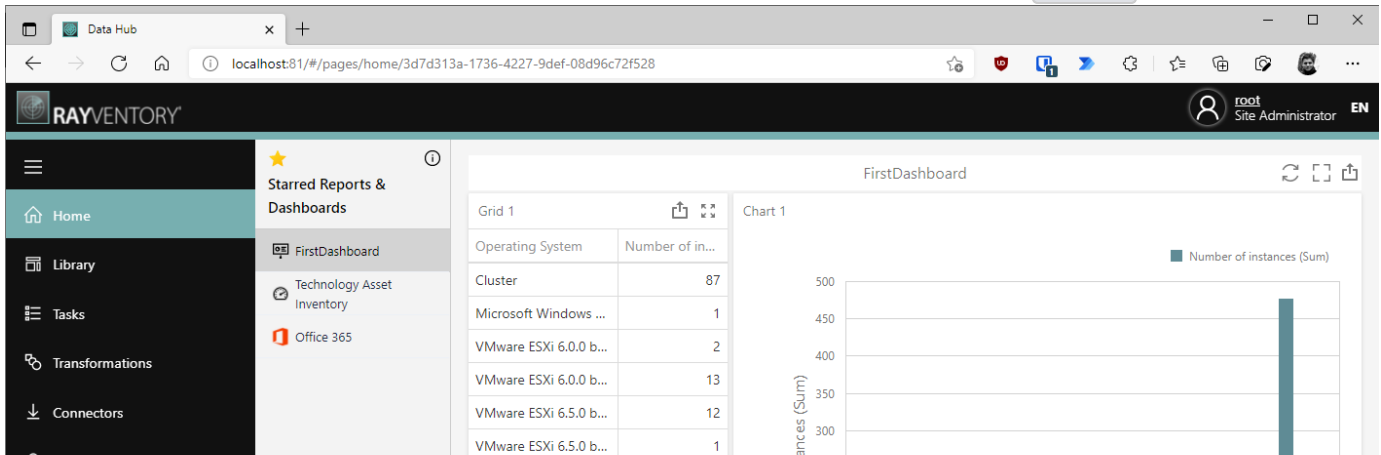 Data Hub
localhost:81/#/pages/home/3d7d313a-1736-4227-9def-08d96c72f528
1
RAYVENTORY®
root
Site Administrator
EN
Starred Reports &
Dashboards
Home
Library
Tasks
Transformations
Connectors
FirstDashboard
Technology Asset
Inventory
Office 365
FirstDashboard
Grid 1
Operating System Number of in...
Cluster 87
Microsoft Windows ... 1
VMware ESXi 6.0.0 b... 2
VMware ESXi 6.0.0 b... 13
VMware ESXi 6.5.0 b... 12
VMware ESXi 6.5.0 b... 1
Chart 1
Number of instances (Sum)
500
450
400
350
300
ances (Sum)